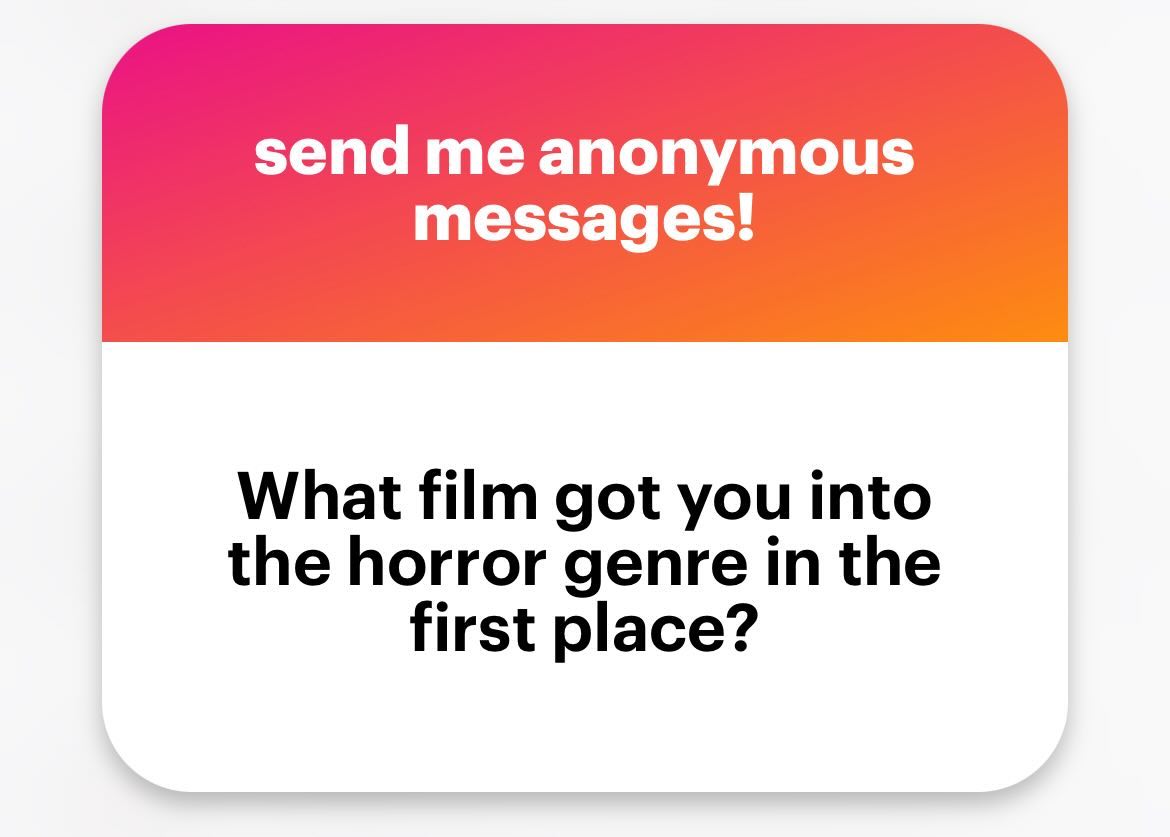 send me anonymous
messages!
What film got you into
the horror genre in the
first place?